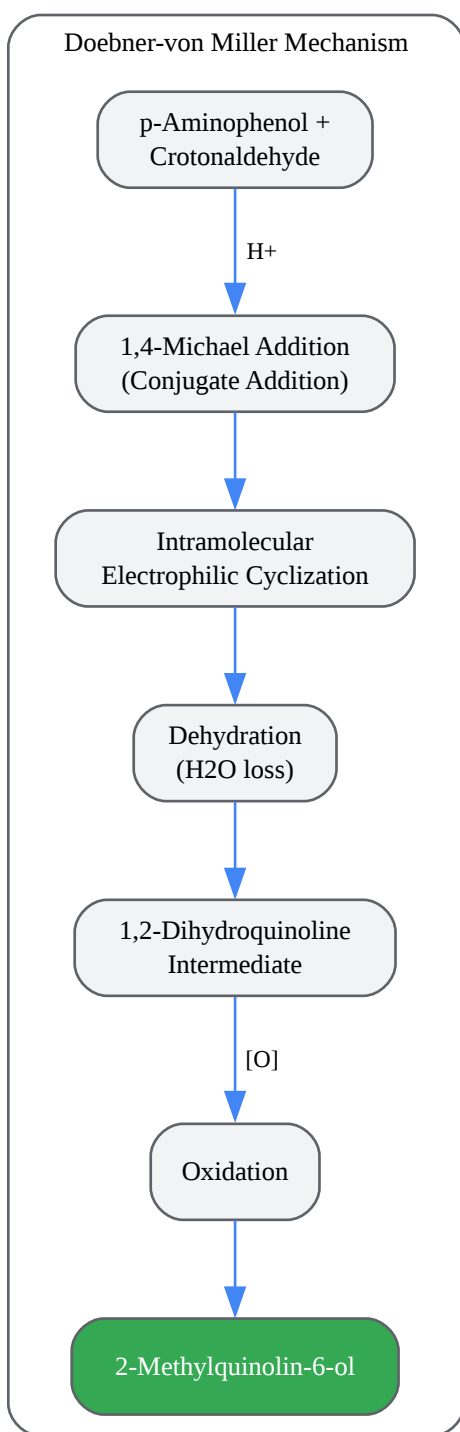 Doebner-von Miller Mechanism
p-Aminophenol +
Crotonaldehyde
H+
1,4-Michael Addition
(Conjugate Addition)
Intramolecular
Electrophilic Cyclization
Dehydration
(H2O loss)
1,2-Dihydroquinoline
Intermediate
[O]
Oxidation
2-Methylquinolin-6-ol